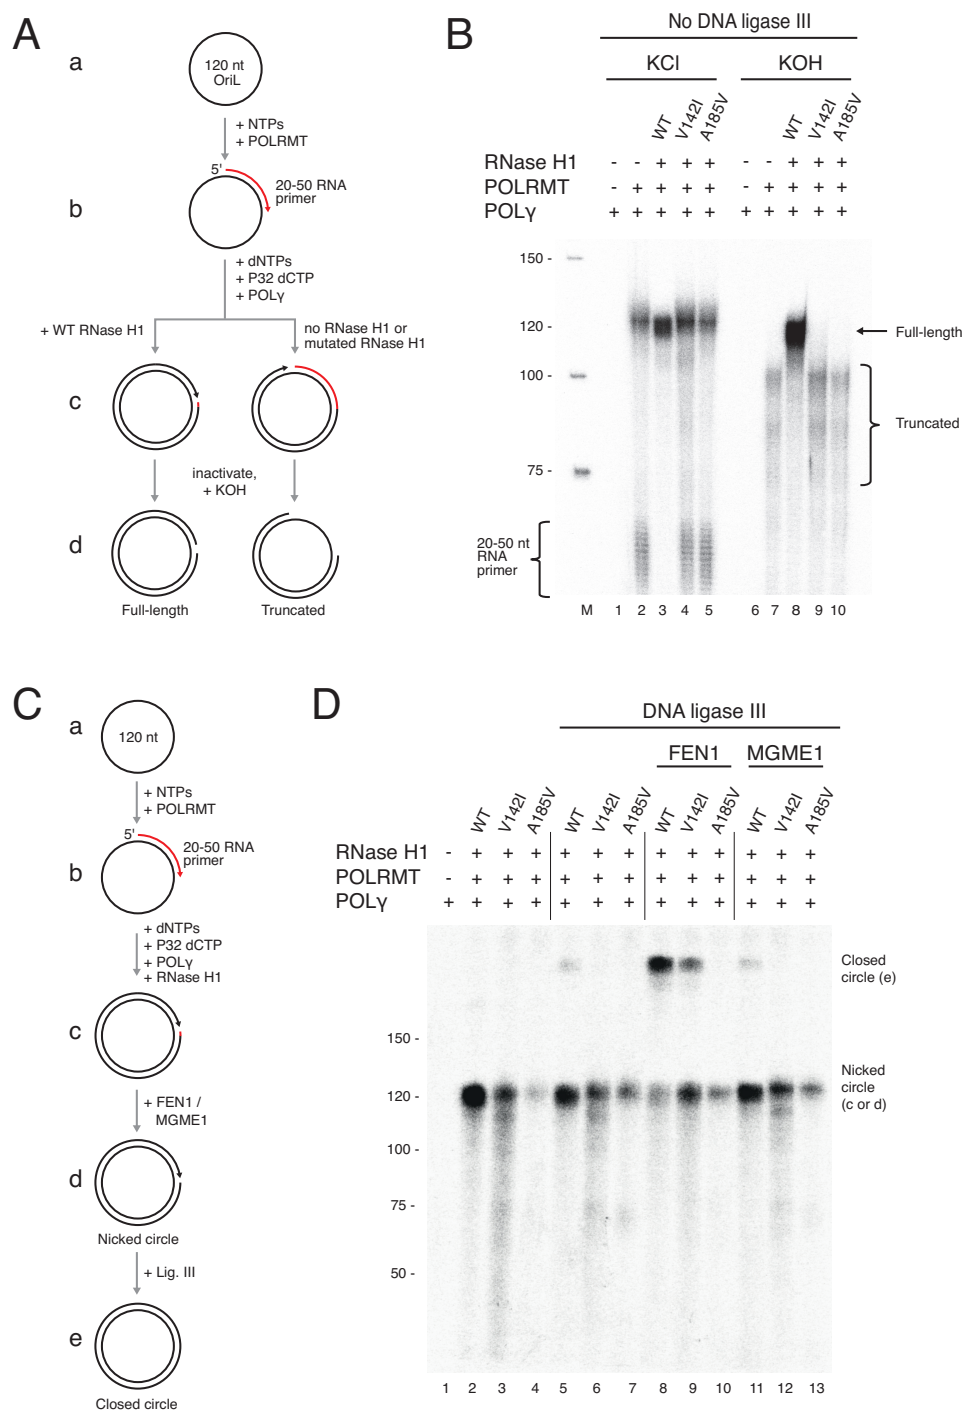 A
a
120 nt
OriL
+ NTPs
+ POLRMT
5'
20-50 RNA
primer
b
+ dNTPs
+ P32 dCTP
+ POLγ
+ WT RNase H1
no RNase H1 or
mutated RNase H1
c
inactivate,
+ KOH
d
Full-length
Truncated
B
No DNA ligase III
KCl
KOH
WT V142I A185V WT V142I A185V
RNase H1 - - + + + - - + + +
POLRMT - + + + + - + + + +
POLγ + + + + + + + + + +
150 -
120 -
100 -
75 -
Full-length
Truncated
20-50 nt
RNA
primer
M 1 2 3 4 5 6 7 8 9 10
C
a
120 nt
+ NTPs
+ POLRMT
5'
20-50 RNA
primer
b
+ dNTPs
+ P32 dCTP
+ POLγ
+ RNase H1
c
+ FEN1 /
MGME1
d
Nicked circle
+ Lig. III
e
Closed circle
D
DNA ligase III
FEN1
MGME1
WT V142I A185V WT V142I A185V WT V142I A185V WT V142I A185V
RNase H1 - + + + + + + + + + + + +
POLRMT - + + + + + + + + + + + +
POLγ + + + + + + + + + + + + +
Closed
circle (e)
150 -
Nicked
circle
(c or d)
120 -
100 -
75 -
50 -
1 2 3 4 5 6 7 8 9 10 11 12 13